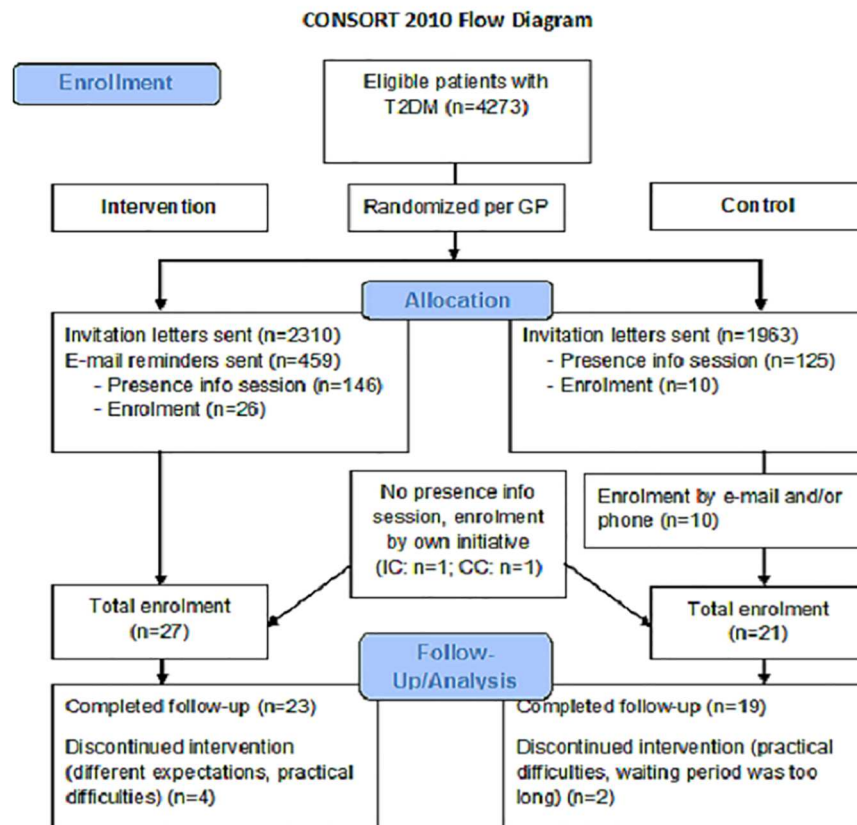 CONSORT 2010 Flow Diagram
Enrollment
Eligible patients with
T2DM (n=4273)
Intervention
Randomized per GP
Control
Allocation
Invitation letters sent (n=2310)
E-mail reminders sent (n=459)
- Presence info session (n=146)
- Enrolment (n=26)
Invitation letters sent (n=1963)
- Presence info session (n=125)
- Enrolment (n=10)
No presence info
session, enrolment
by own initiative
(IC: n=1; CC: n=1)
Enrolment by e-mail and/or
phone (n=10)
Total enrolment
(n=27)
Total enrolment
(n=21)
Follow-
Up/Analysis
Completed follow-up (n=23)
Discontinued intervention
(different expectations, practical
difficulties) (n=4)
Completed follow-up (n=19)
Discontinued intervention (practical
difficulties, waiting period was too
long) (n=2)